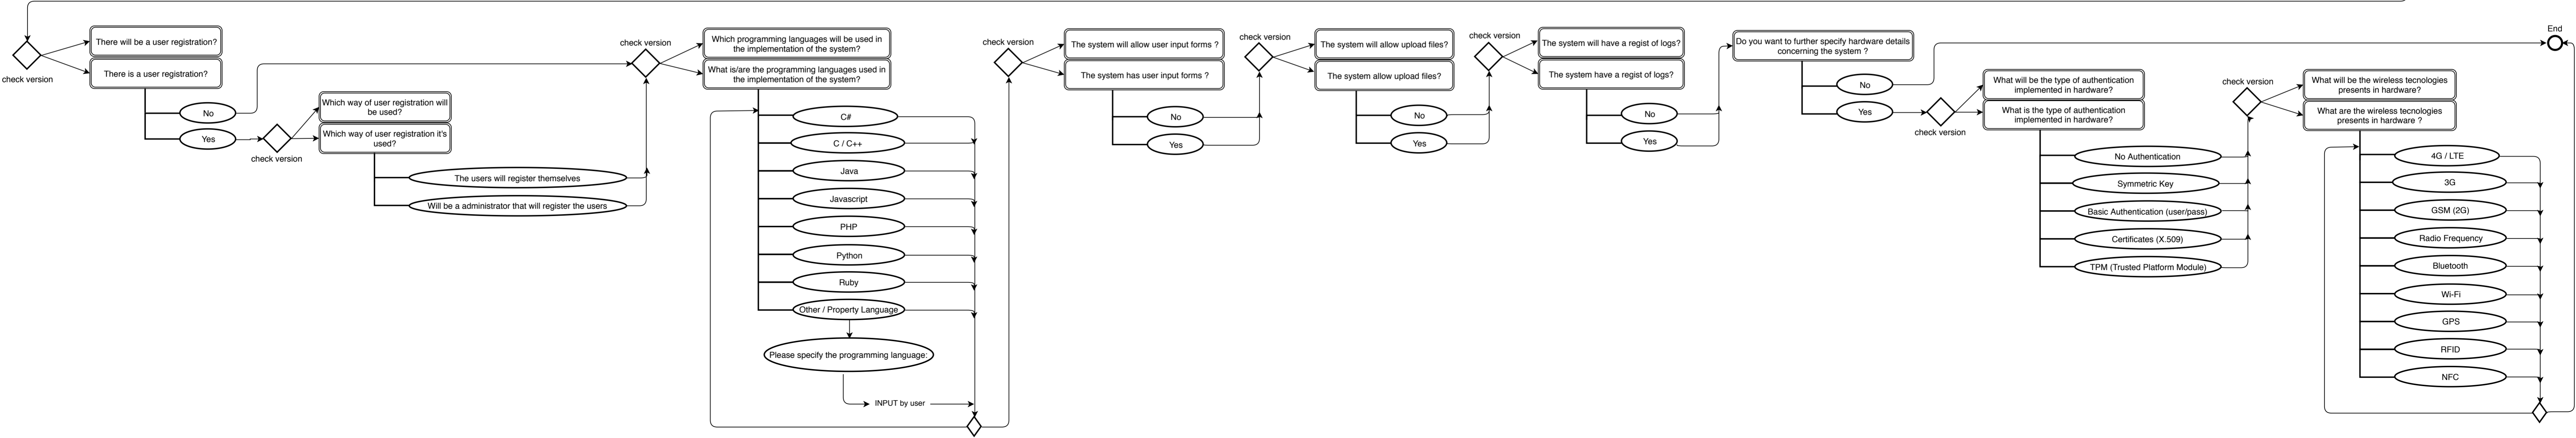 check version
There will be a user registration?
There is a user registration?
No
Yes
check version
Which way of user registration will
be used?
Which way of user registration it's
used?
The users will register themselves
Will be a administrator that will register the users
check version
Which programming languages will be used in
the implementation of the system?
What is/are the programming languages used in
the implementation of the system?
C#
C / C++
Java
Javascript
PHP
Python
Ruby
Other / Property Language
Please specify the programming language:
INPUT by user
check version
The system will allow user input forms ?
The system has user input forms ?
No
Yes
check version
The system will allow upload files?
The system allow upload files?
No
Yes
check version
The system will have a regist of logs?
The system have a regist of logs?
No
Yes
Do you want to further specify hardware details
concerning the system ?
No
Yes
check version
What will be the type of authentication
implemented in hardware?
What is the type of authentication
implemented in hardware?
No Authentication
Symmetric Key
Basic Authentication (user/pass)
Certificates (X.509)
TPM (Trusted Platform Module)
check version
What will be the wireless tecnologies
presents in hardware?
What are the wireless tecnologies
presents in hardware ?
4G / LTE
3G
GSM (2G)
Radio Frequency
Bluetooth
Wi-Fi
GPS
RFID
NFC
End